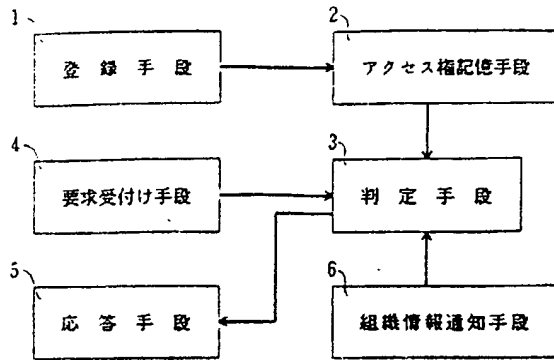 1
登録手段
2
アクセス権記憶手段
4
要求受付け手段
3
判定手段
5
応答手段
6
組織情報通知手段